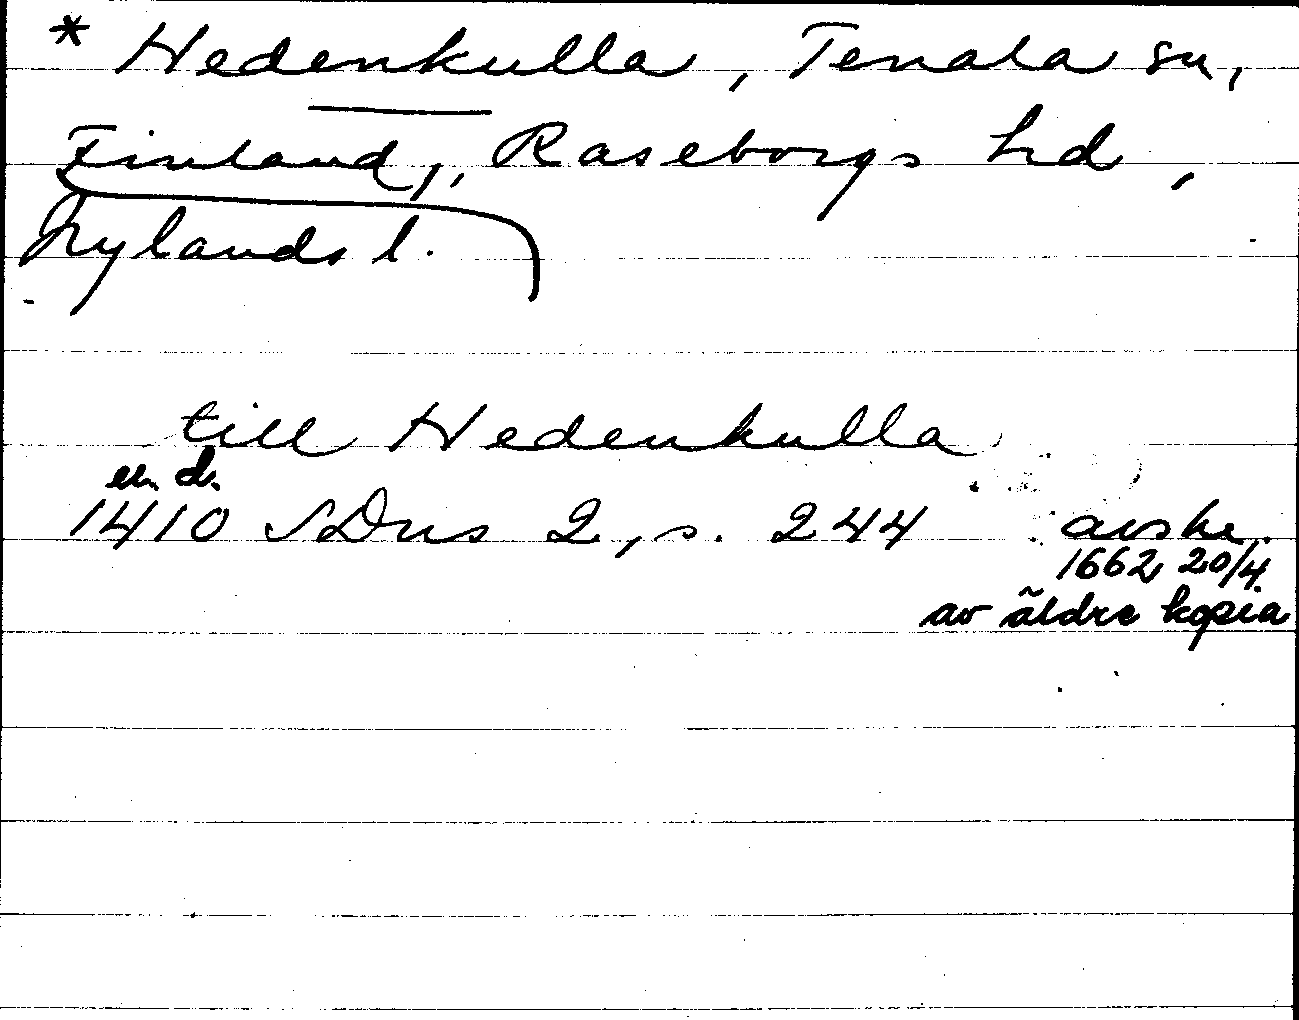 * Hedenkulla, Tenala sn,
Finland, Raseborgs hd,
Nylands l.
till Hedenkulla
u. d.
1410 SDns 2, s. 244 avskr.
1662 20/4.
av äldre kopia